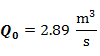 Q₀ = 2.89 m³/s